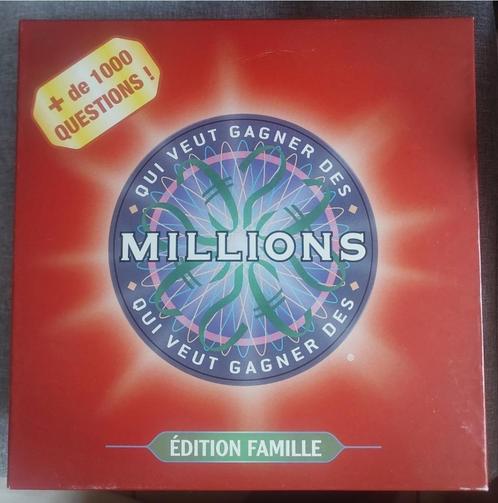 + de 1000
QUESTIONS !
QUI VEUT GAGNER DES
MILLIONS
QUI VEUT GAGNER DES
®
ÉDITION FAMILLE